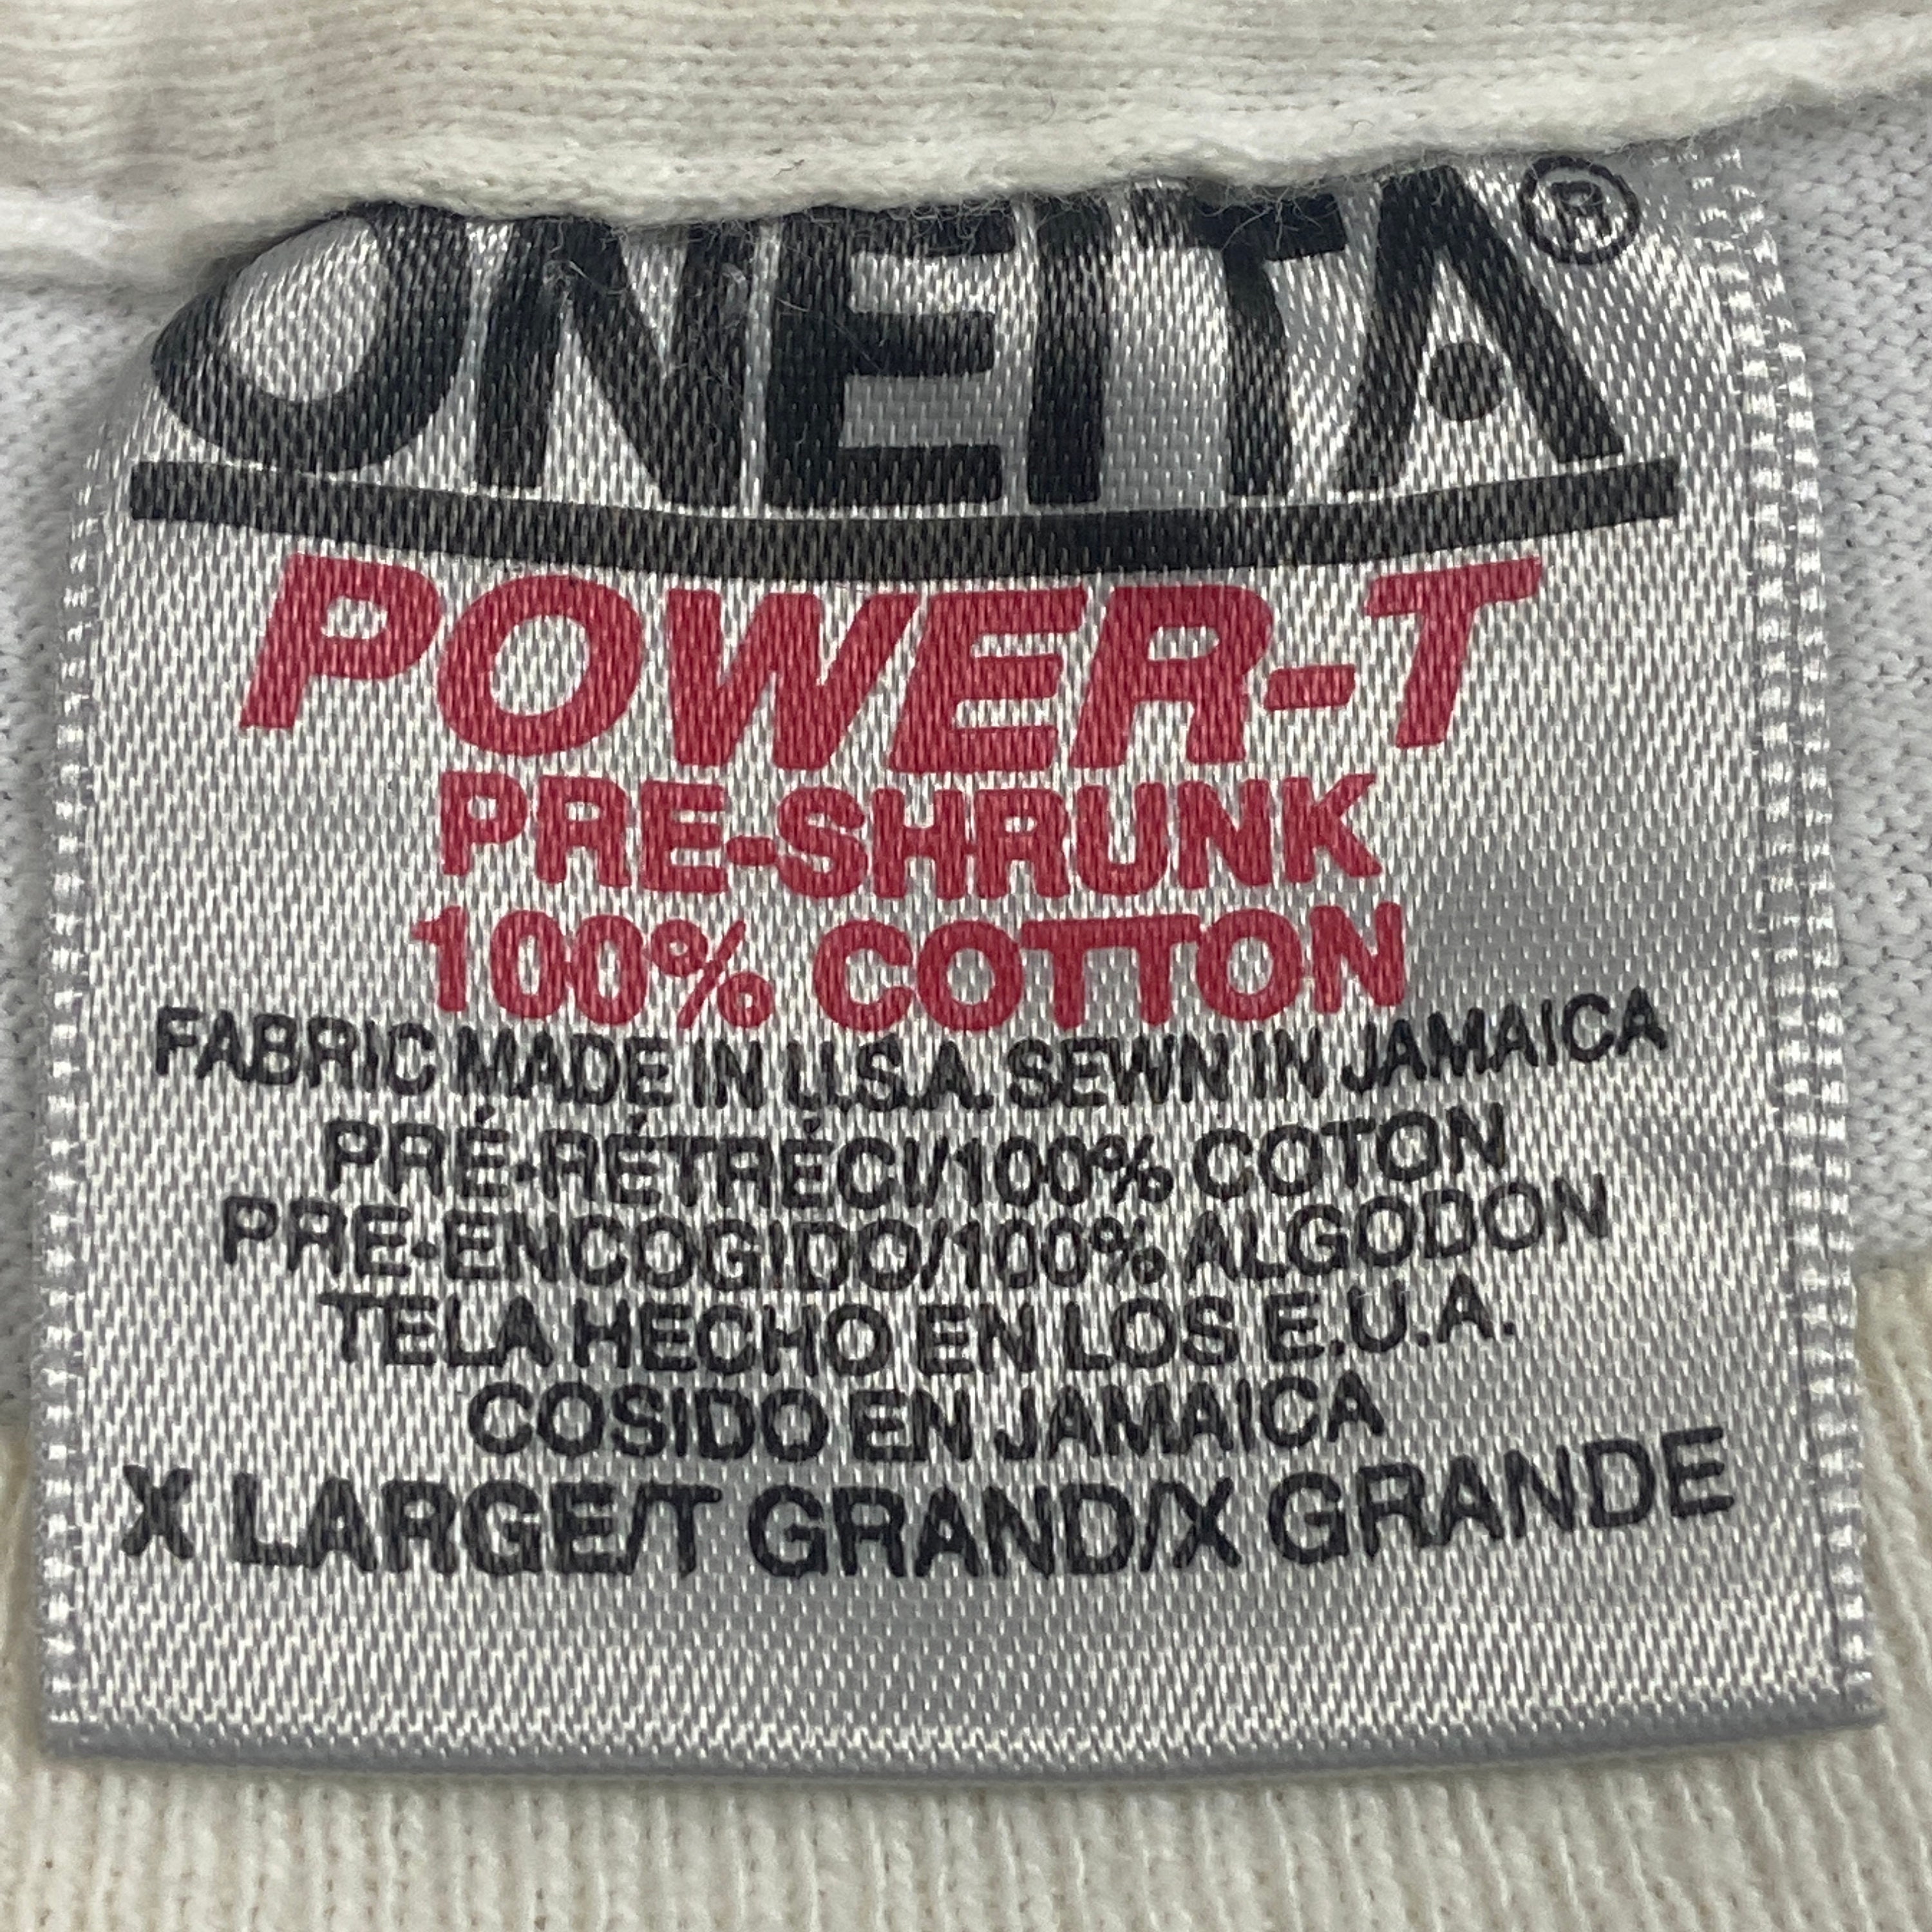 ONEITA®
POWER-T
PRE-SHRUNK
100% COTTON
FABRIC MADE IN U.S.A. SEWN IN JAMAICA
PRÉ-RÉTRÉCI/100% COTON
PRE-ENCOGIDO/100% ALGODON
TELA HECHO EN LOS E.U.A.
COSIDO EN JAMAICA
X LARGE/T GRAND/X GRANDE